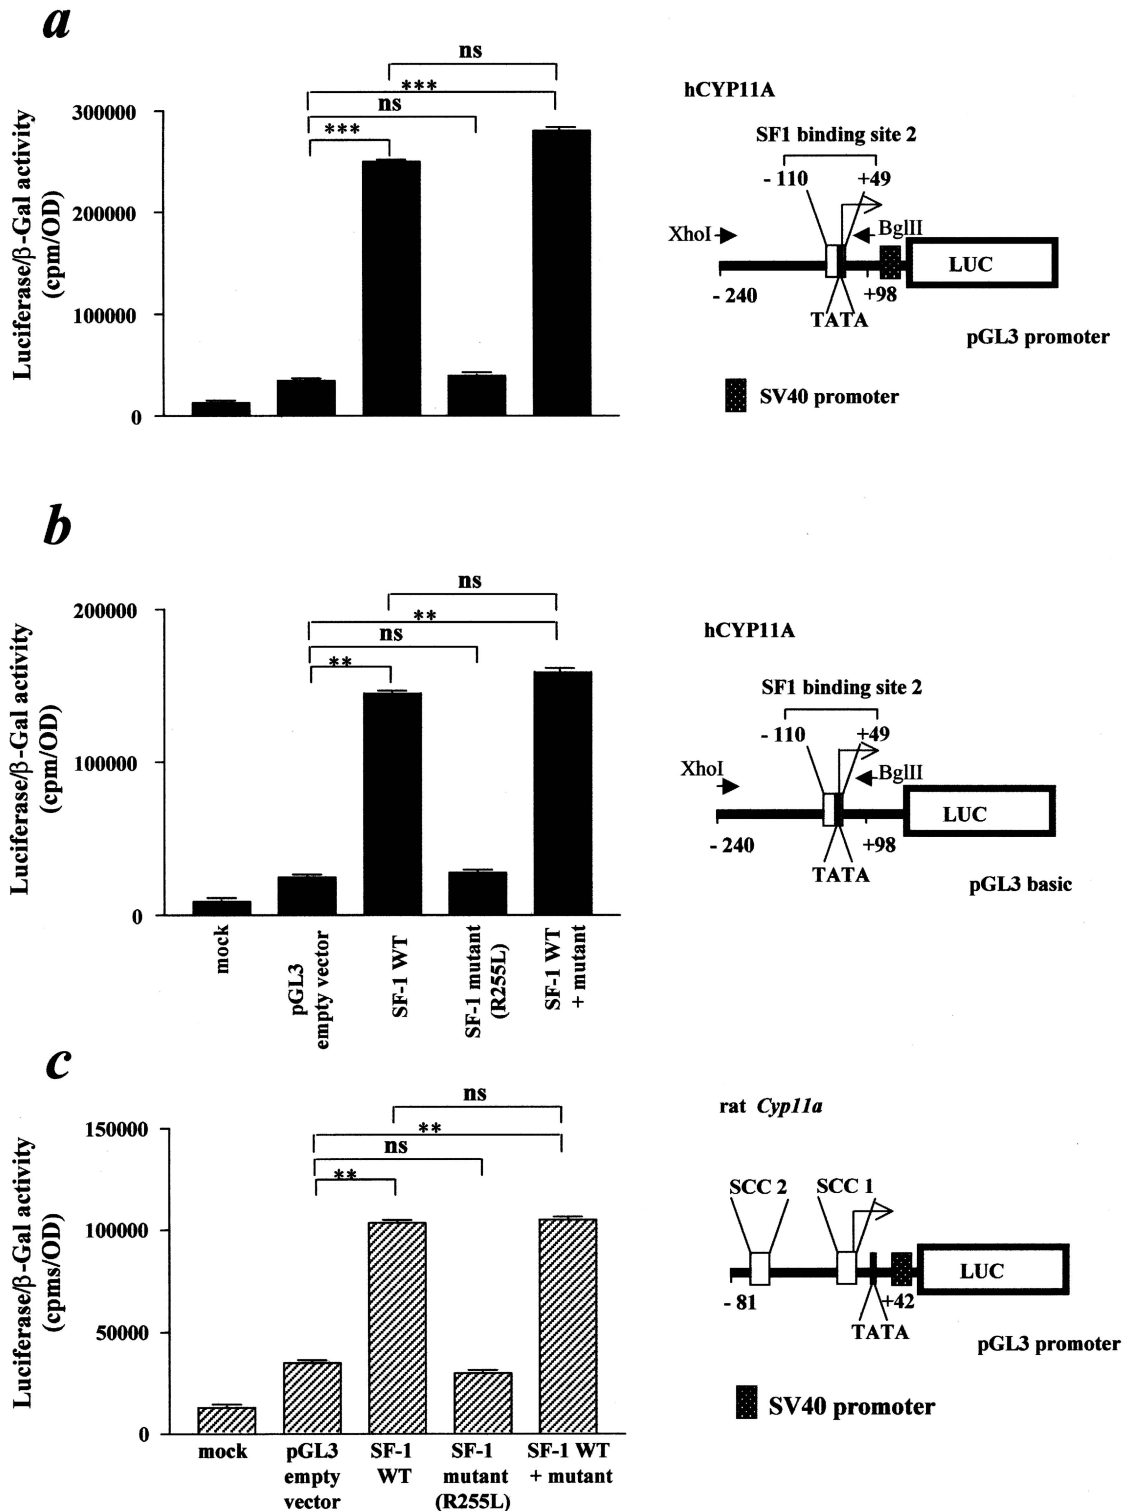 a
ns
***
ns
***
300000
200000
100000
0
Luciferase/β-Gal activity
(cpm/OD)
hCYP11A
SF1 binding site 2
- 110
+49
XhoI
BglII
LUC
- 240
+98
TATA
pGL3 promoter
SV40 promoter
b
ns
**
ns
**
200000
100000
0
Luciferase/β-Gal activity
(cpm/OD)
mock
pGL3
empty vector
SF-1 WT
SF-1 mutant
(R255L)
SF-1 WT
+ mutant
hCYP11A
SF1 binding site 2
- 110
+49
XhoI
BglII
LUC
- 240
+98
TATA
pGL3 basic
c
ns
**
ns
**
150000
100000
50000
0
Luciferase/β-Gal activity
(cpms/OD)
mock
pGL3
empty
vector
SF-1
WT
SF-1
mutant
(R255L)
SF-1 WT
+ mutant
rat Cyp11a
SCC 2
SCC 1
LUC
- 81
+42
TATA
pGL3 promoter
SV40 promoter